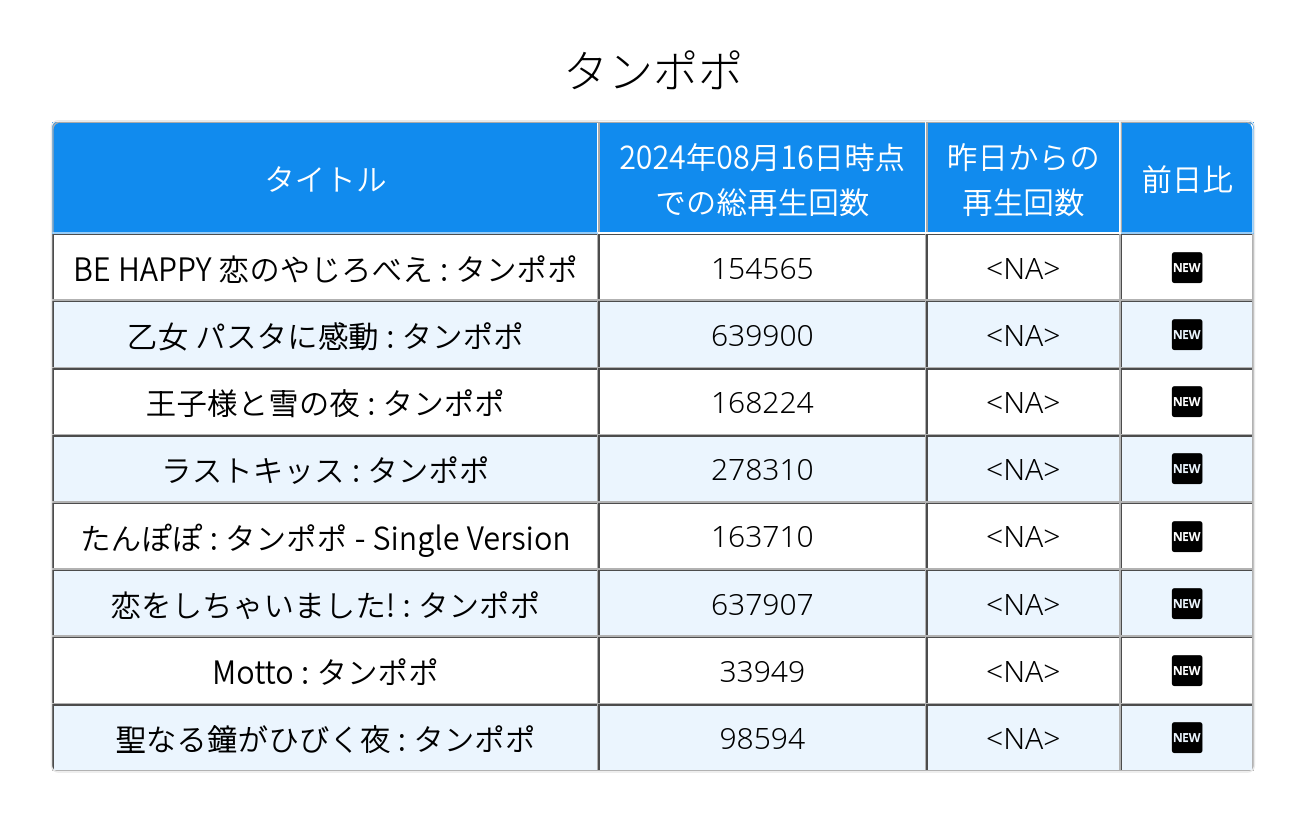 タンポポ
タイトル
2024年08月16日時点
での総再生回数
昨日からの
再生回数
前日比
BE HAPPY 恋のやじろべえ : タンポポ 154565 <NA> NEW
乙女 パスタに感動 : タンポポ 639900 <NA> NEW
王子様と雪の夜 : タンポポ 168224 <NA> NEW
ラストキッス : タンポポ 278310 <NA> NEW
たんぽぽ : タンポポ - Single Version 163710 <NA> NEW
恋をしちゃいました! : タンポポ 637907 <NA> NEW
Motto : タンポポ 33949 <NA> NEW
聖なる鐘がひびく夜 : タンポポ 98594 <NA> NEW